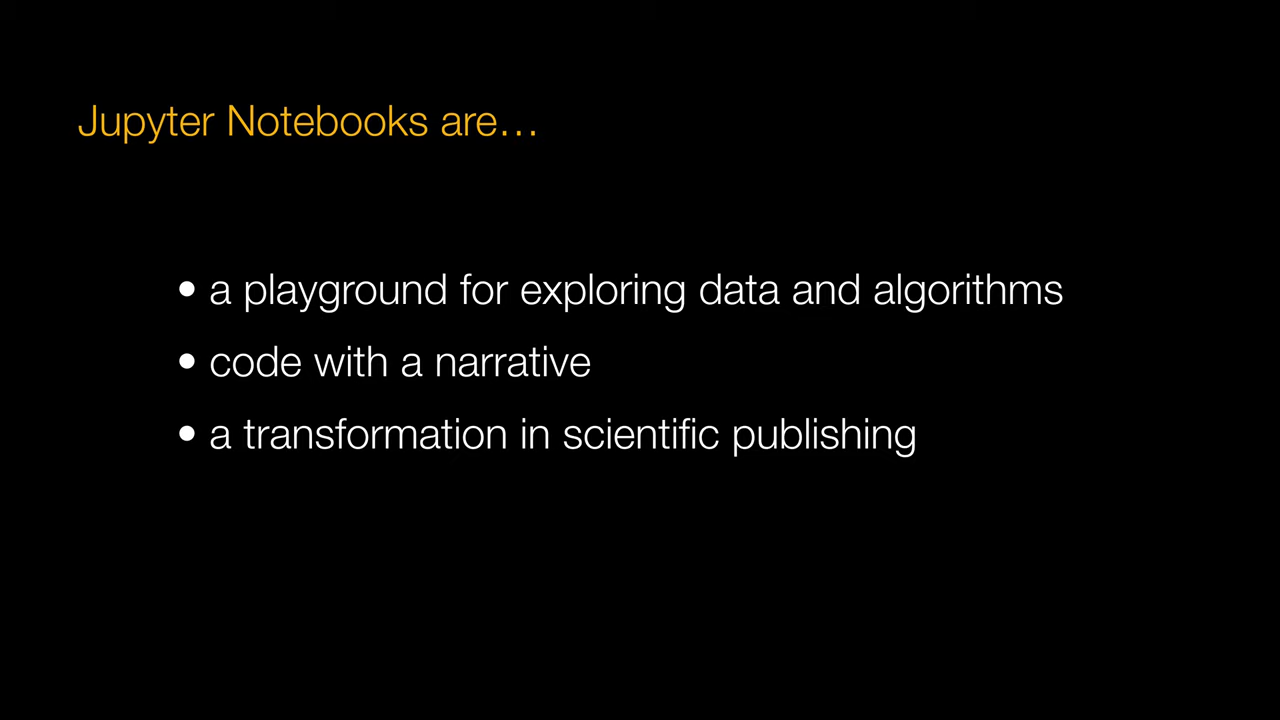 Jupyter Notebooks are…
• a playground for exploring data and algorithms
• code with a narrative
• a transformation in scientific publishing